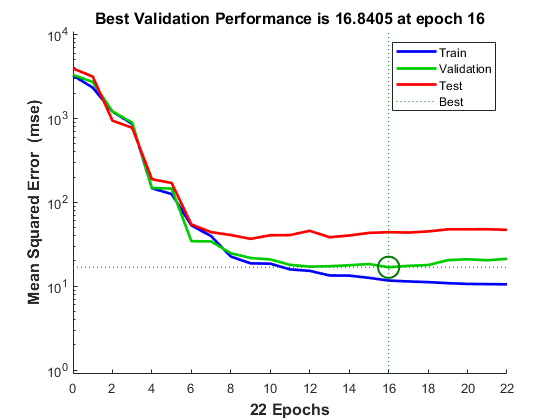 Best Validation Performance is 16.8405 at epoch 16
Mean Squared Error (mse)
10^4
10^3
10^2
10^1
10^0
Train
Validation
Test
Best
0 2 4 6 8 10 12 14 16 18 20 22
22 Epochs